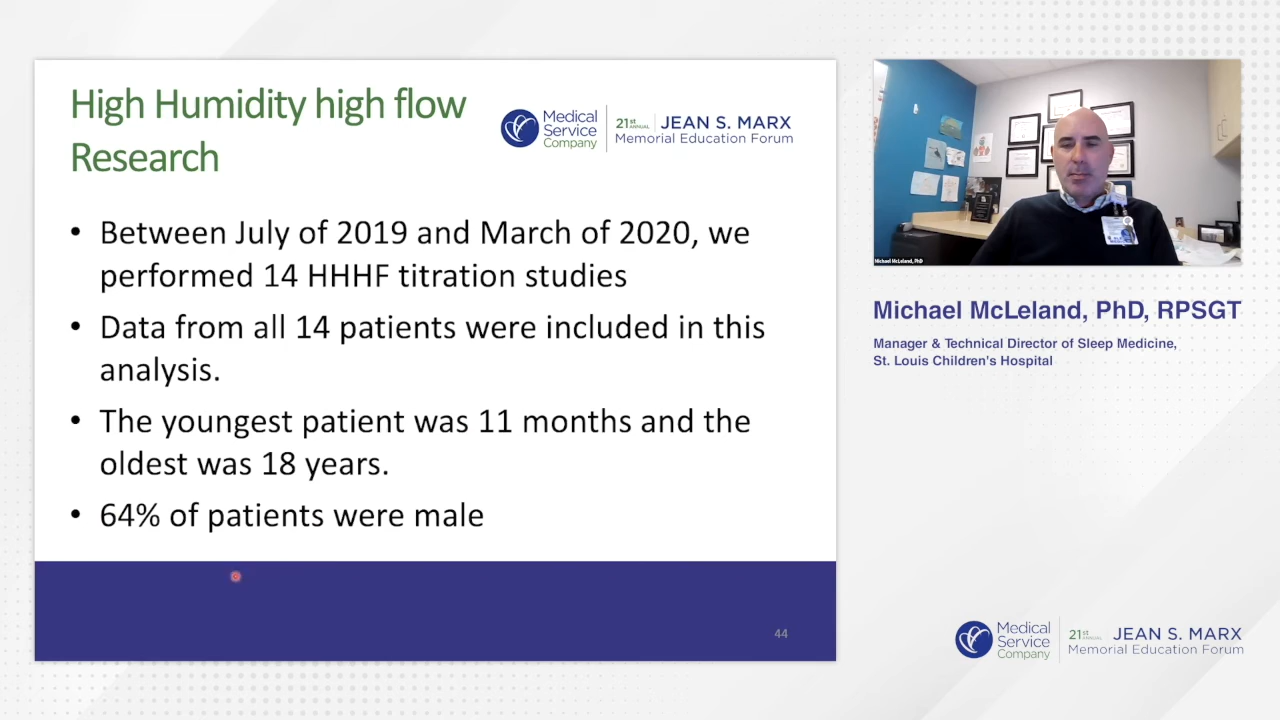 High Humidity high flow
Research
Medical
Service
Company
21st ANNUAL JEAN S. MARX
Memorial Education Forum
• Between July of 2019 and March of 2020, we
performed 14 HHHF titration studies
• Data from all 14 patients were included in this
analysis.
• The youngest patient was 11 months and the
oldest was 18 years.
• 64% of patients were male
44
Michael McLeland, PhD
Michael McLeland, PhD, RPSGT
Manager & Technical Director of Sleep Medicine,
St. Louis Children's Hospital
Medical
Service
Company
21st ANNUAL JEAN S. MARX
Memorial Education Forum